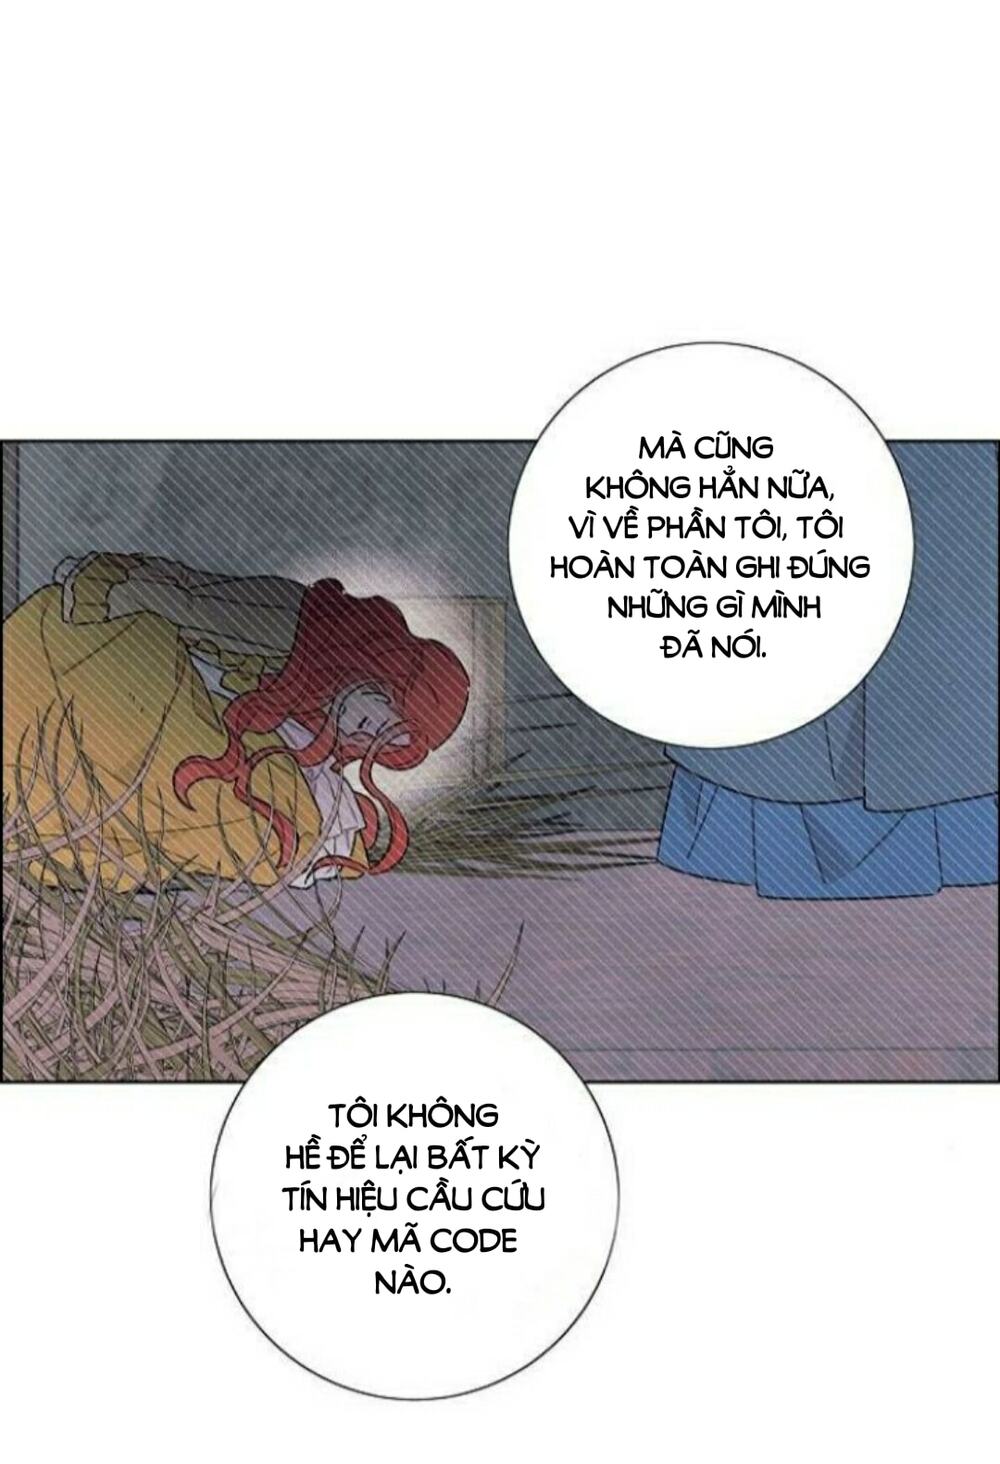 MÀ CŨNG
KHÔNG HẲN NỮA,
VÌ VỀ PHẦN TÔI, TÔI
HOÀN TOÀN GHI ĐÚNG
NHỮNG GÌ MÌNH
ĐÃ NÓI.
TÔI KHÔNG
HỀ ĐỂ LẠI BẤT KỲ
TÍN HIỆU CẦU CỨU
HAY MÃ CODE
NÀO.